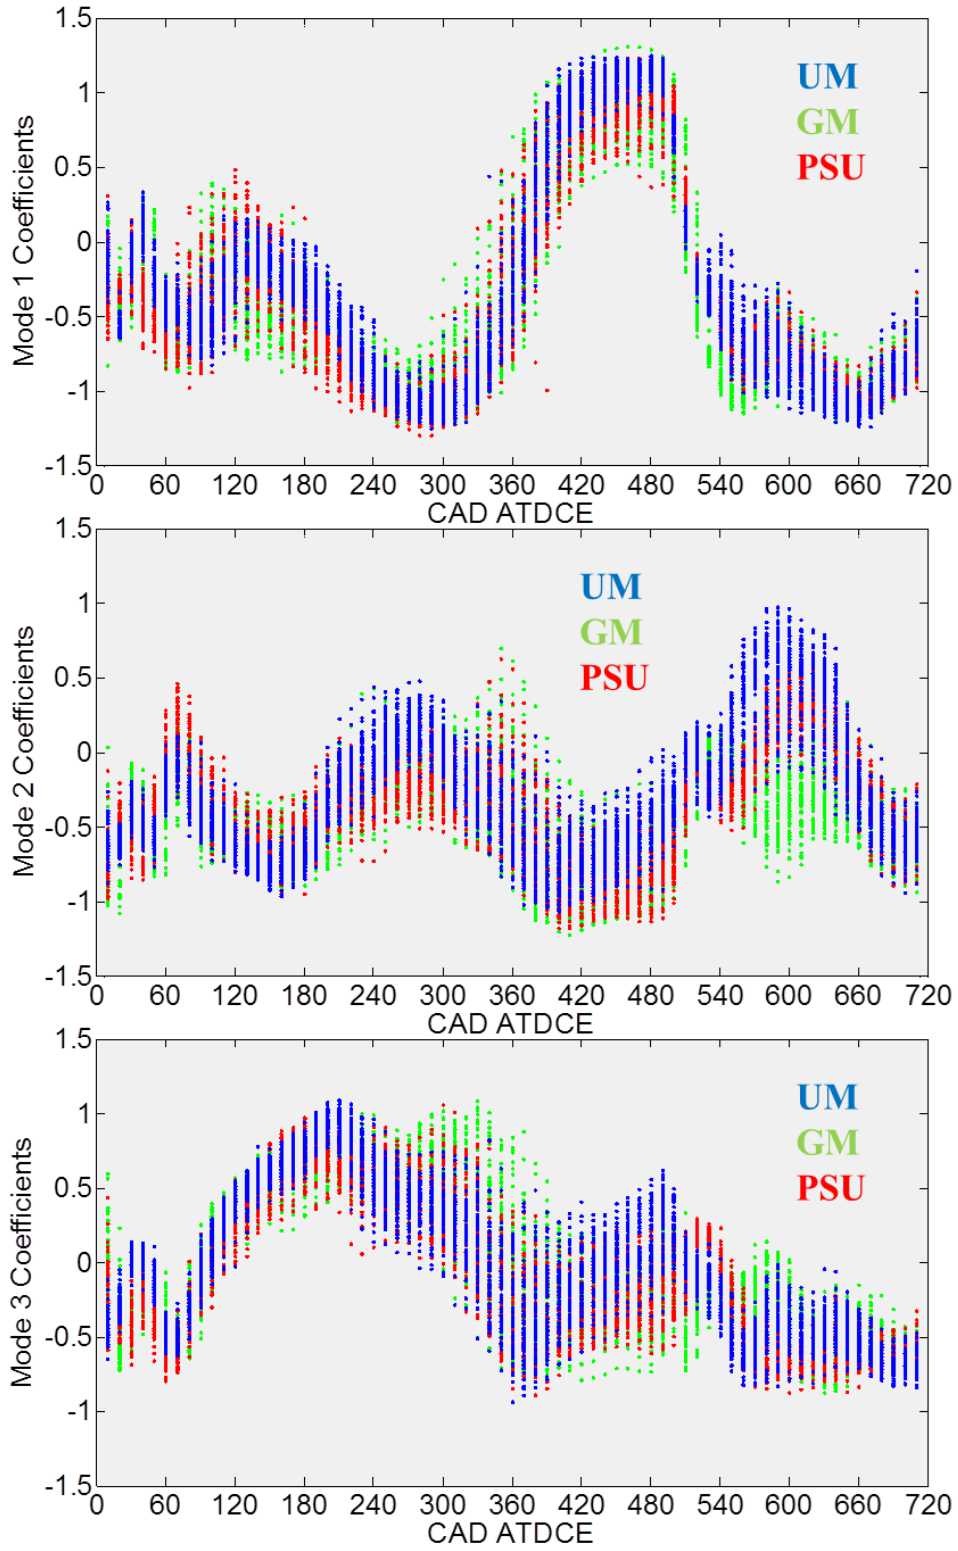 1.5
1
0.5
0
-0.5
-1
-1.5
Mode 1 Coefficients
UM
GM
PSU
0 60 120 180 240 300 360 420 480 540 600 660 720
CAD ATDCE
1.5
1
0.5
0
-0.5
-1
-1.5
Mode 2 Coefficients
UM
GM
PSU
0 60 120 180 240 300 360 420 480 540 600 660 720
CAD ATDCE
1.5
1
0.5
0
-0.5
-1
-1.5
Mode 3 Coefficients
UM
GM
PSU
0 60 120 180 240 300 360 420 480 540 600 660 720
CAD ATDCE